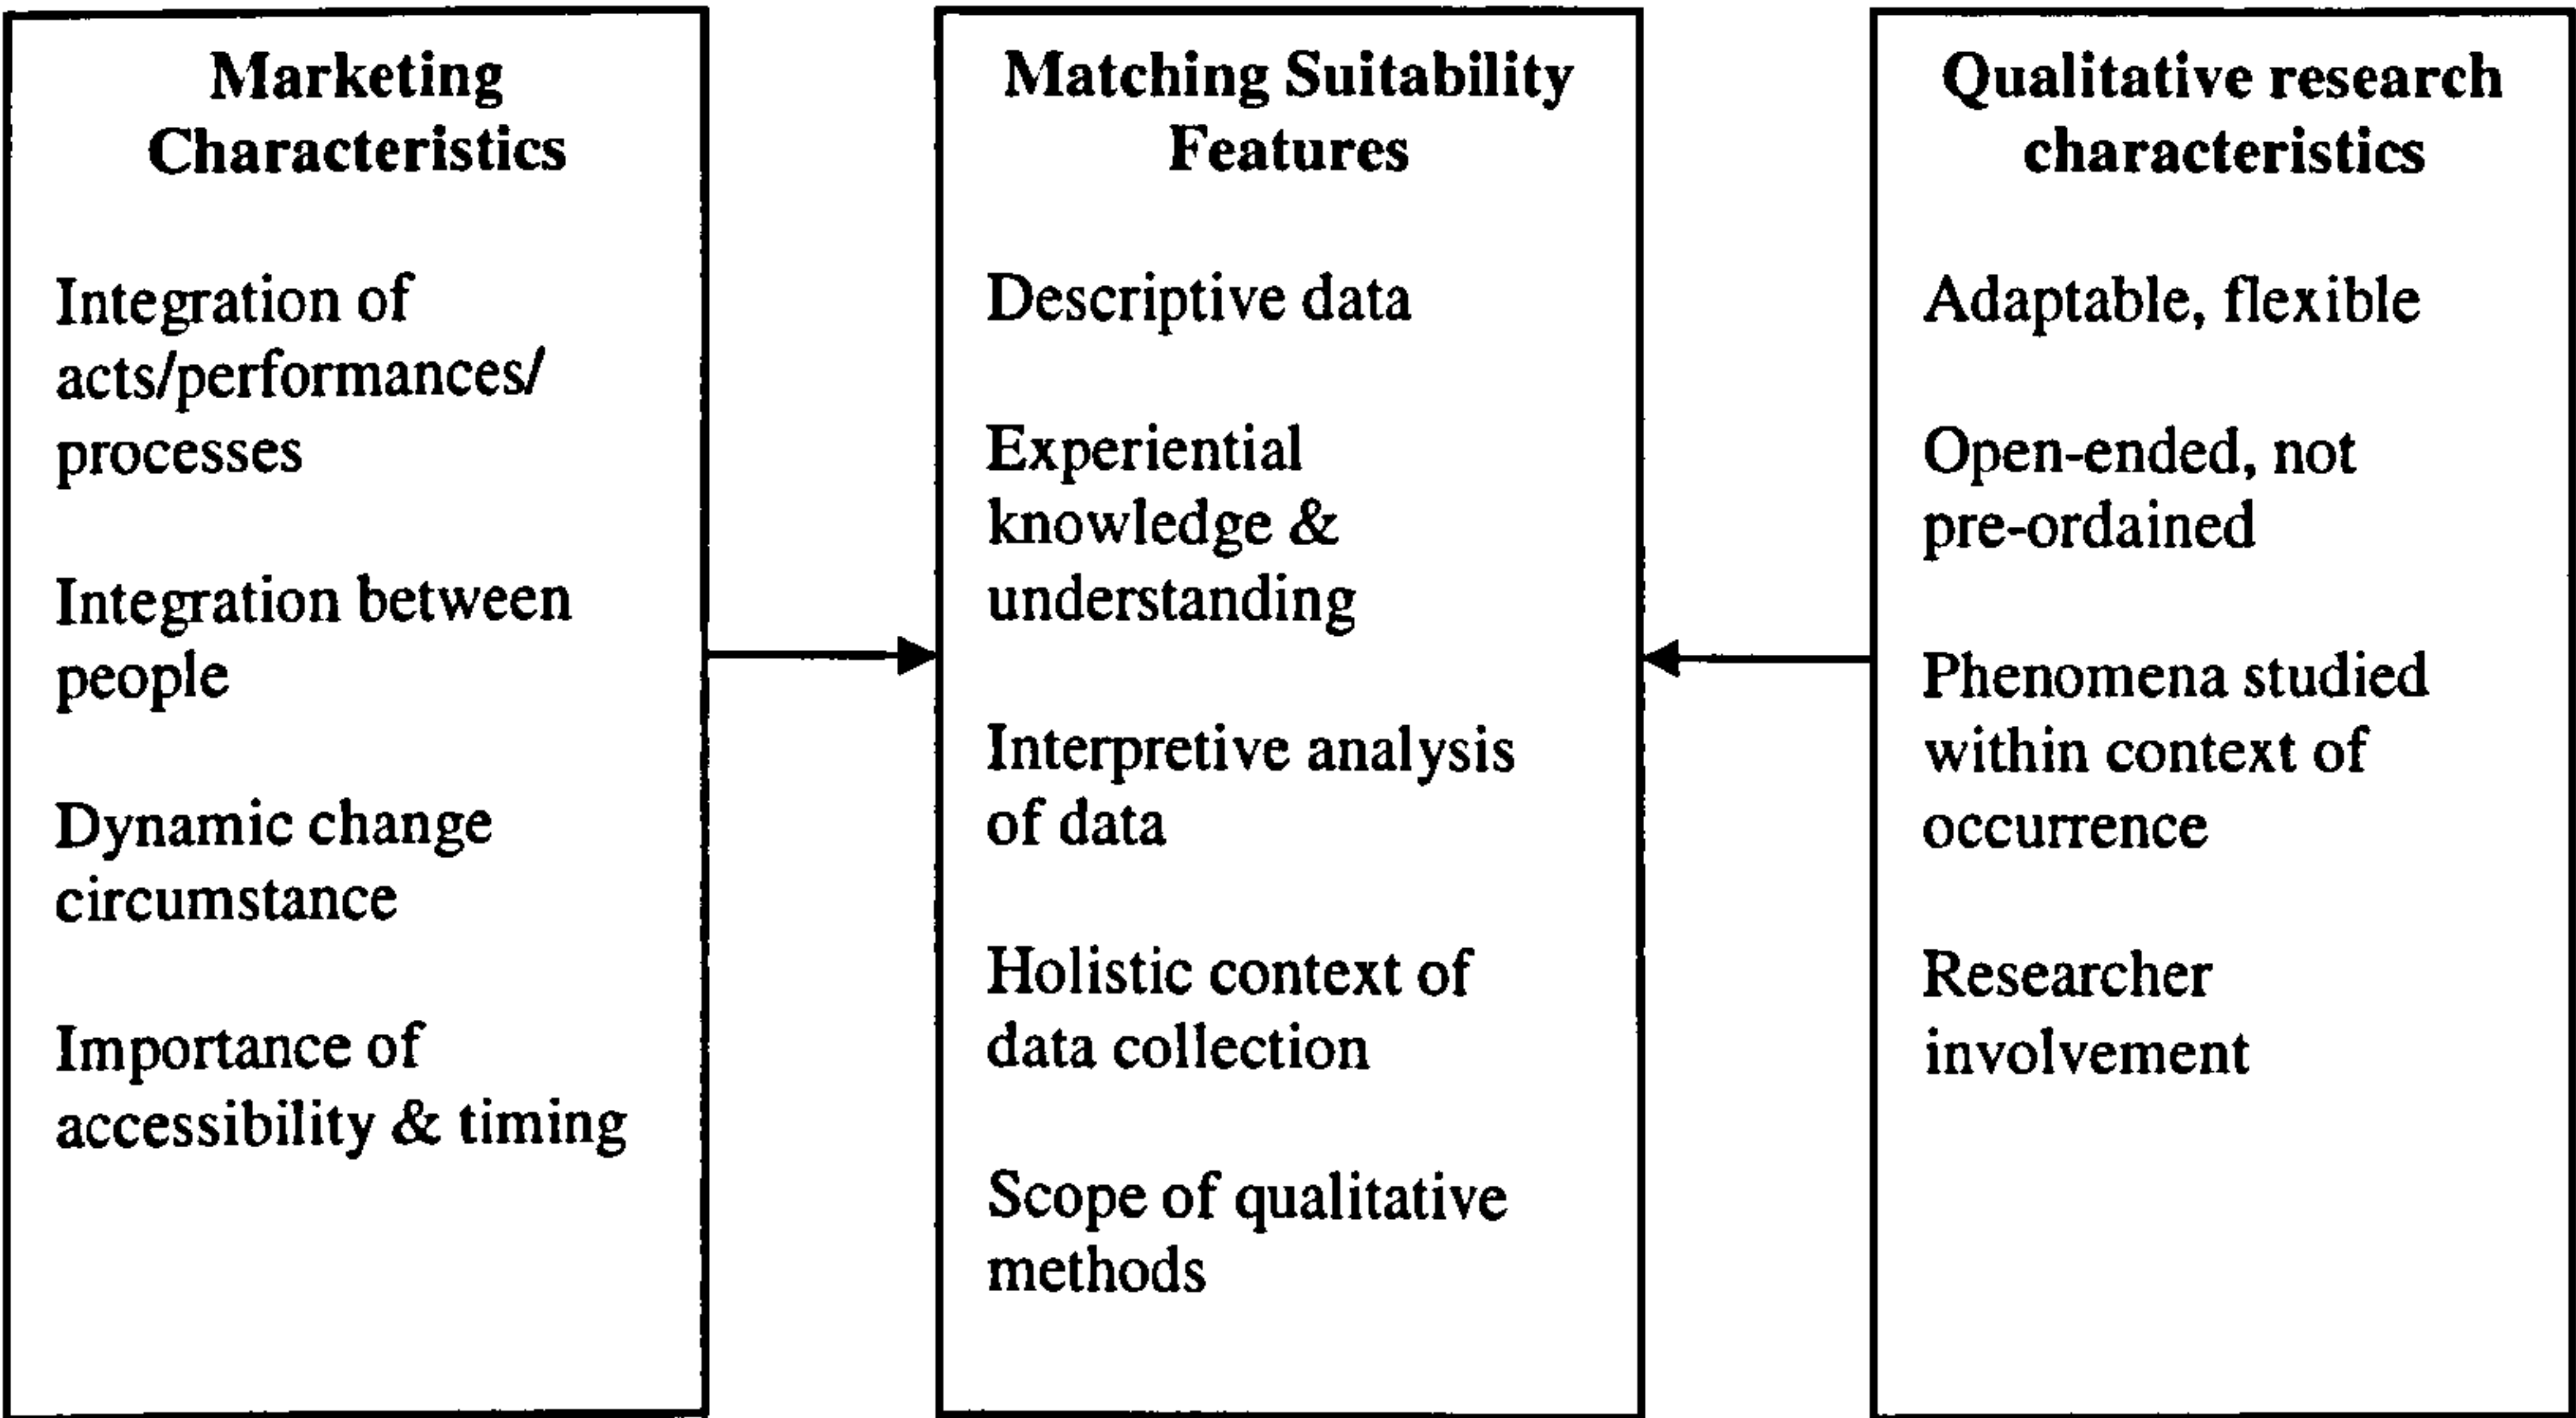 Marketing
Characteristics
Integration of
acts/performances/
processes
Integration between
people
Dynamic change
circumstance
Importance of
accessibility & timing
Matching Suitability
Features
Descriptive data
Experiential
knowledge &
understanding
Interpretive analysis
of data
Holistic context of
data collection
Scope of qualitative
methods
Qualitative research
characteristics
Adaptable, flexible
Open-ended, not
pre-ordained
Phenomena studied
within context of
occurrence
Researcher
involvement